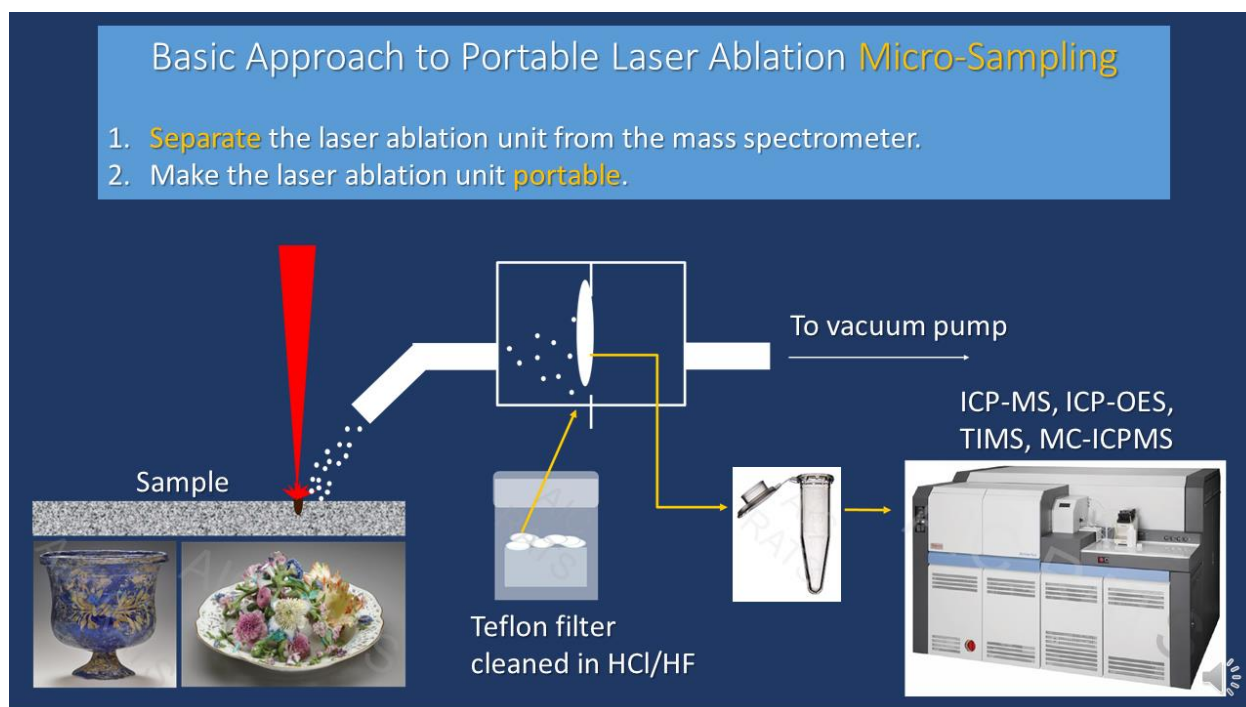 Basic Approach to Portable Laser Ablation Micro-Sampling
1. Separate the laser ablation unit from the mass spectrometer.
2. Make the laser ablation unit portable.
To vacuum pump
ICP-MS, ICP-OES,
TIMS, MC-ICPMS
Sample
Teflon filter
cleaned in HCl/HF